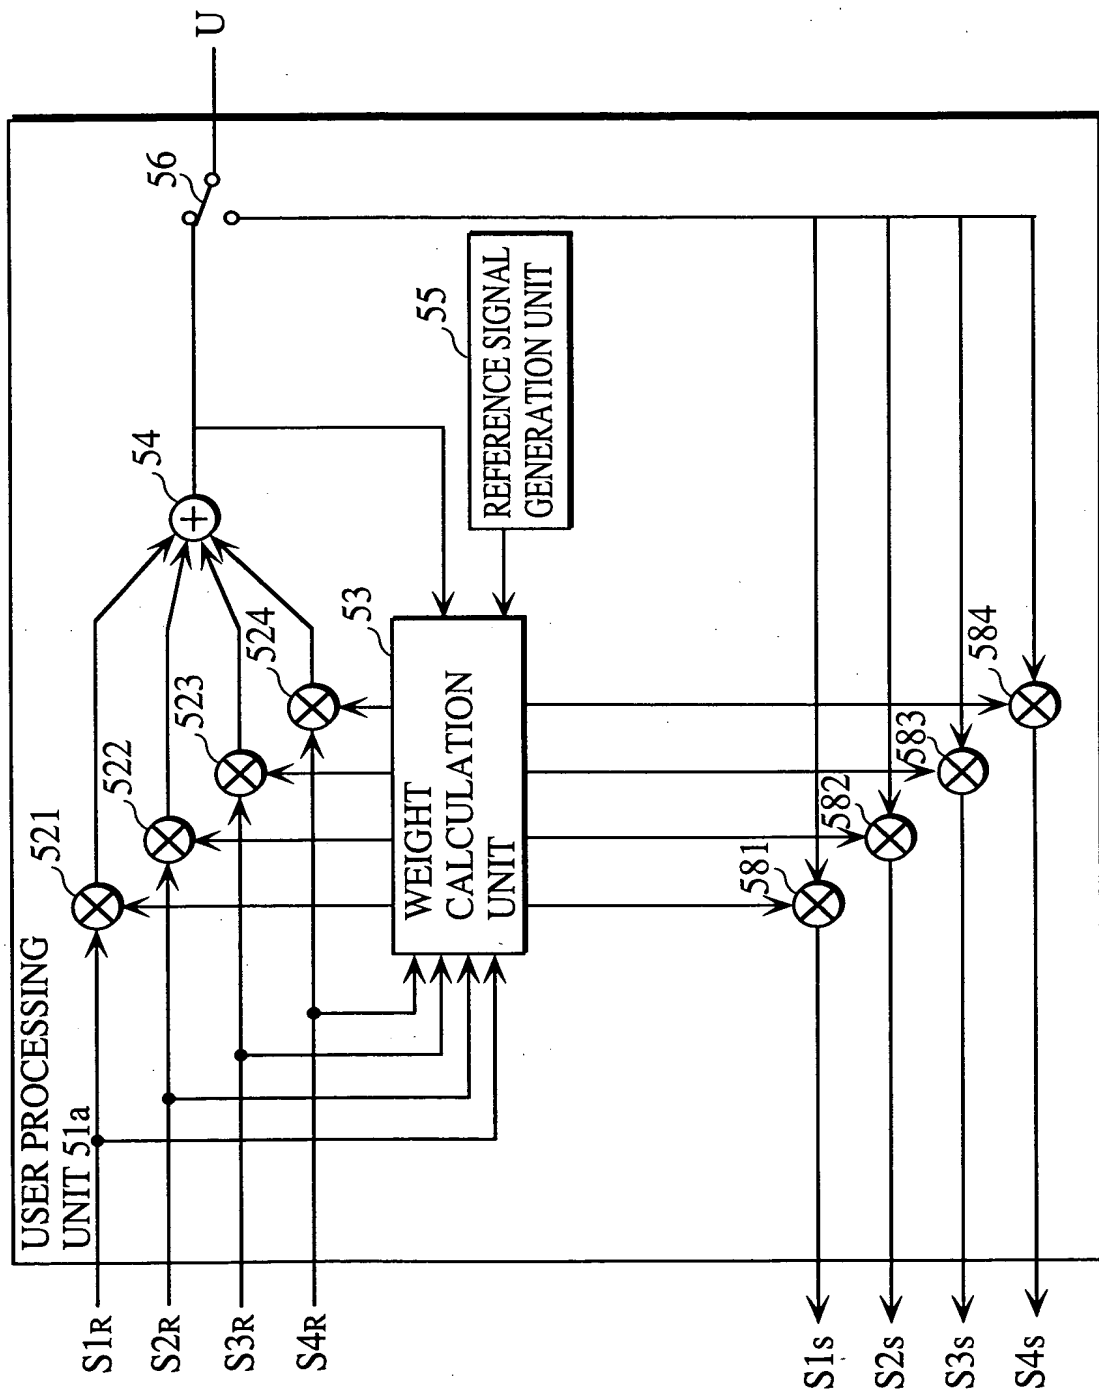 USER PROCESSING
UNIT 51a
S1R
S2R
S3R
S4R
521
522
523
524
54
56
U
53
WEIGHT
CALCULATION
UNIT
55
REFERENCE SIGNAL
GENERATION UNIT
581
582
583
584
S1s
S2s
S3s
S4s